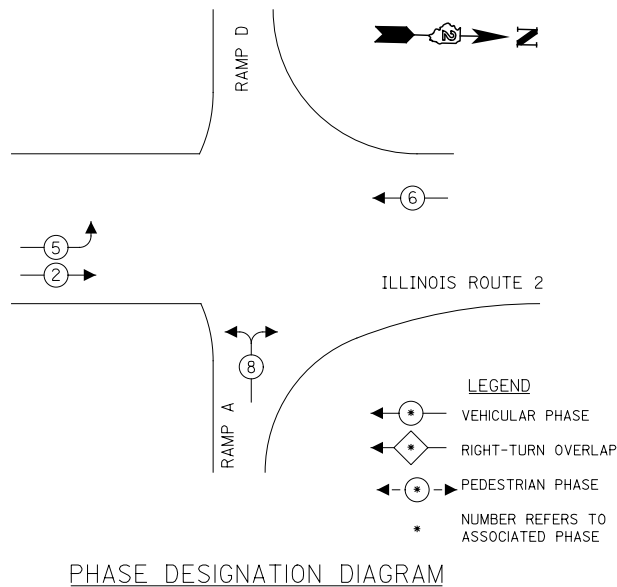 RAMP D
2
N
6
5
2
ILLINOIS ROUTE 2
8
RAMP A
LEGEND
* VEHICULAR PHASE
* RIGHT-TURN OVERLAP
* PEDESTRIAN PHASE
* NUMBER REFERS TO
ASSOCIATED PHASE
PHASE DESIGNATION DIAGRAM